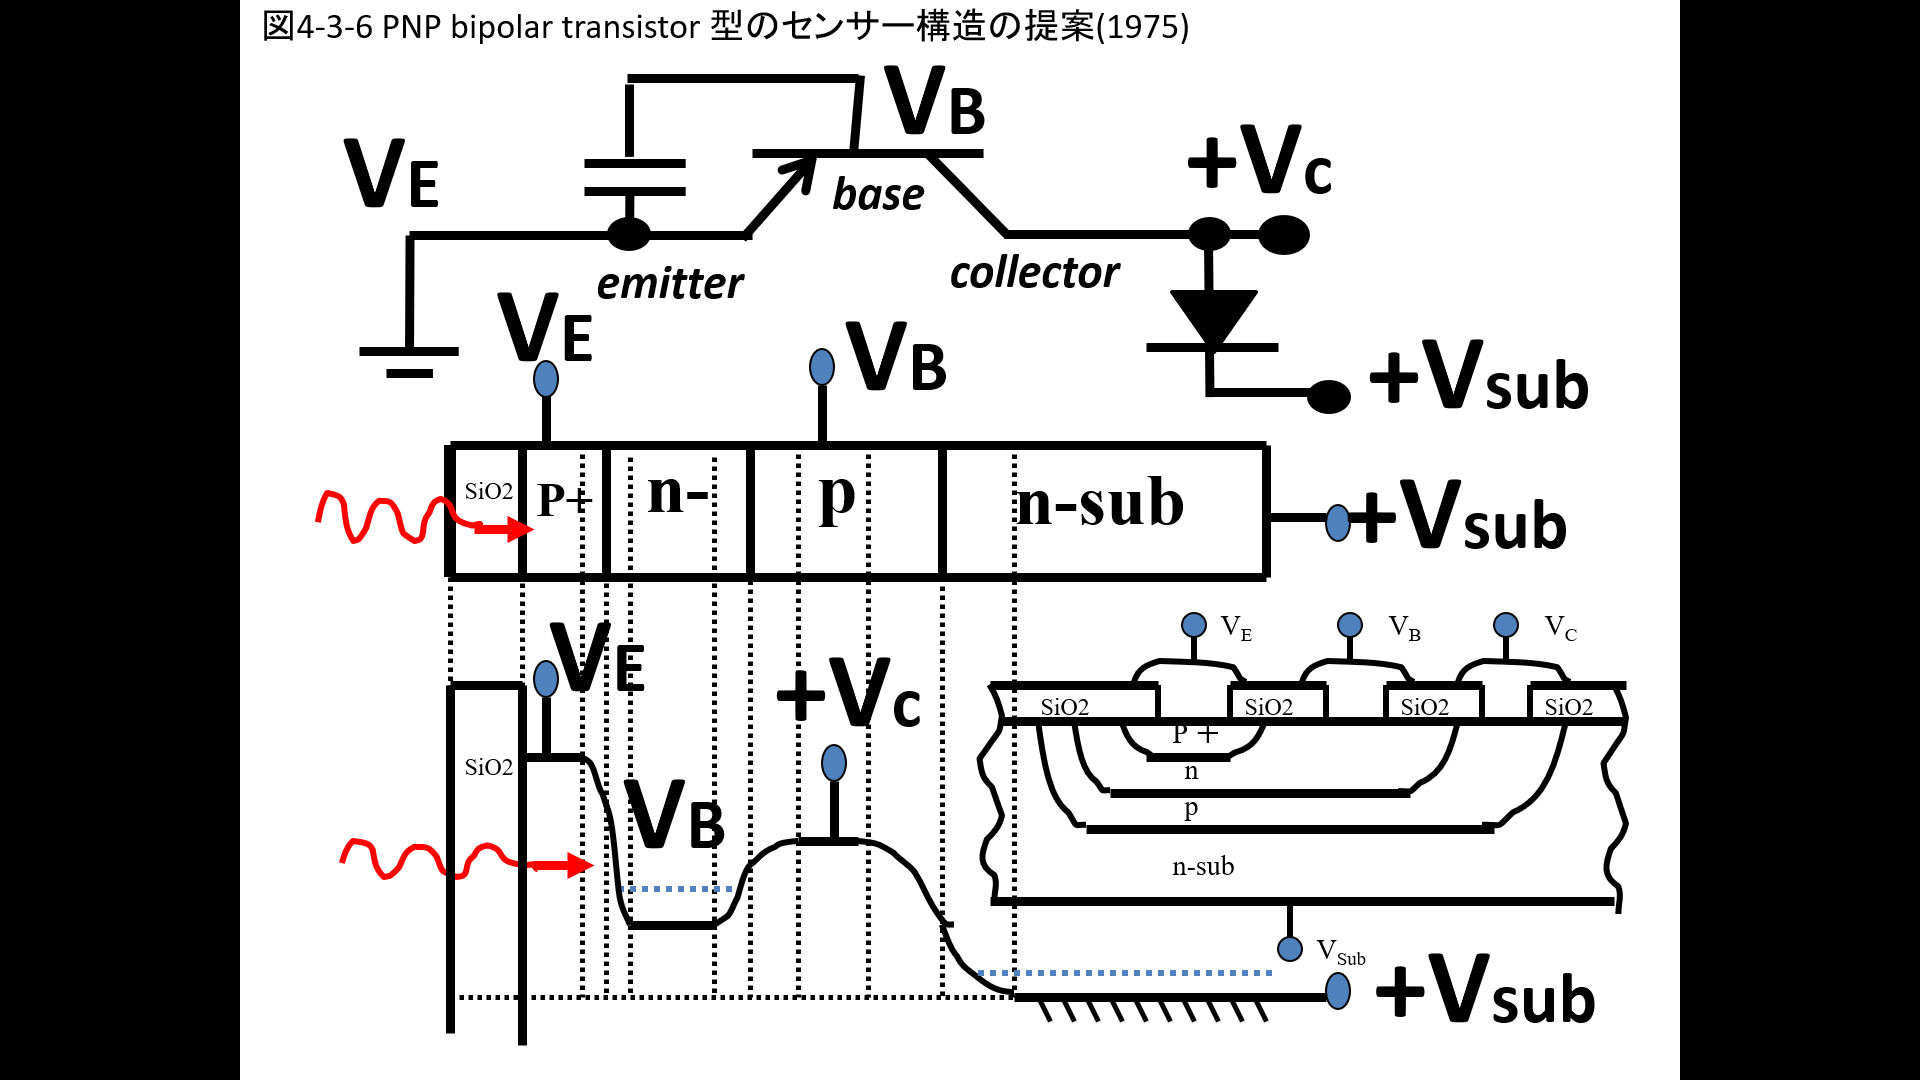 図4-3-6 PNP bipolar transistor 型のセンサー構造の提案(1975)
VB
VE
+Vc
base
emitter
collector
VE
VB
+Vsub
SiO2
P+
n-
p
n-sub
+Vsub
VE
VB
VC
VE
+Vc
SiO2
SiO2
SiO2
SiO2
P +
SiO2
n
VB
p
n-sub
VSub
+Vsub